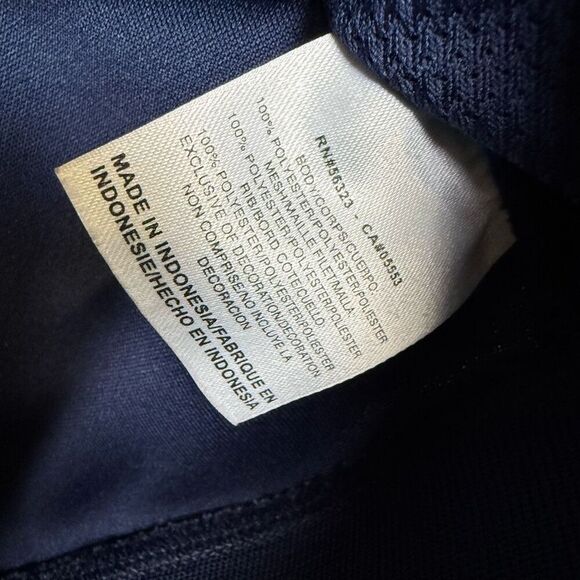 RN#56323 - CA#05553
BODY/CORPS/CUERPO
100% POLYESTER/POLYESTER/POLIESTER
MESH/MAILLE FILET/MALLA
100% POLYESTER/POLYESTER/POLIESTER
RIB/BORD COTE/CUELLO
100% POLYESTER/POLYESTER/POLIESTER
EXCLUSIVE OF DECORATION/DECORATION
NON COMPRISE/NO INCLUYE LA
DECORACION
MADE IN INDONESIA/FABRIQUE EN
INDONESIE/HECHO EN INDONESIA